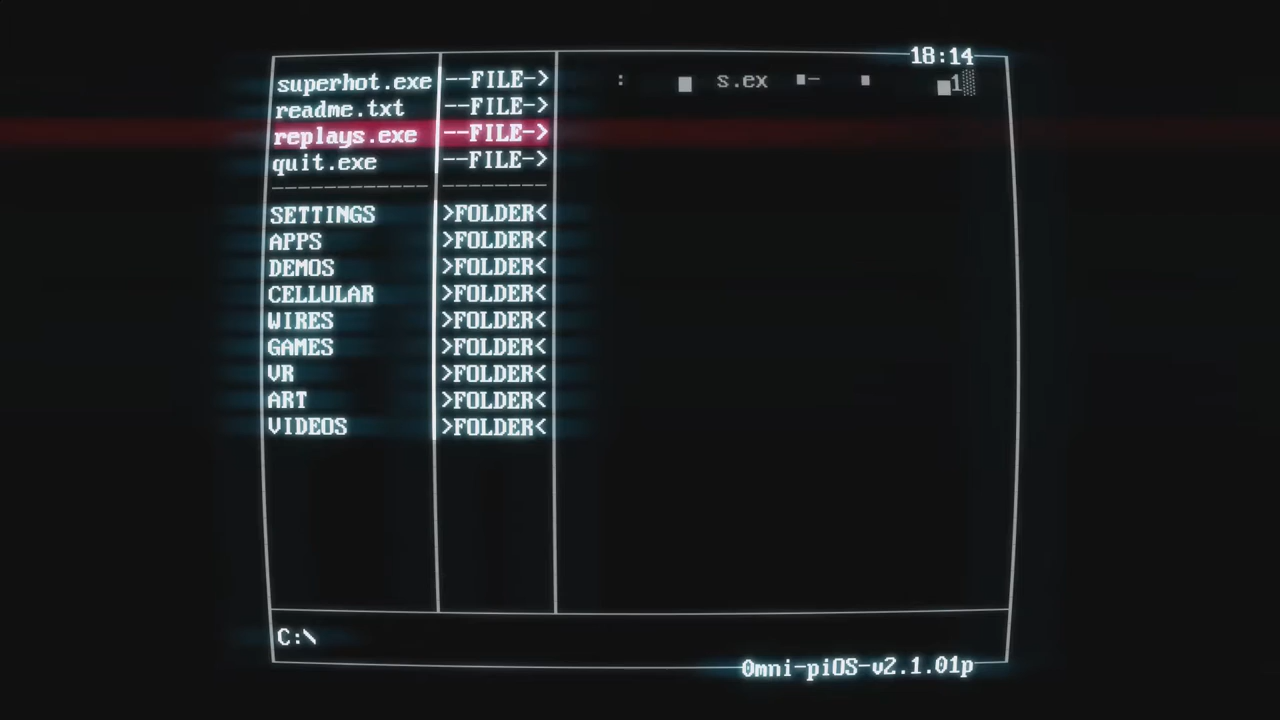 18:14
superhot.exe --FILE->
readme.txt --FILE->
replays.exe --FILE->
quit.exe --FILE->
------------ --------
SETTINGS >FOLDER<
APPS >FOLDER<
DEMOS >FOLDER<
CELLULAR >FOLDER<
WIRES >FOLDER<
GAMES >FOLDER<
VR >FOLDER<
ART >FOLDER<
VIDEOS >FOLDER<
C:\
0mni-piOS-v2.1.01p